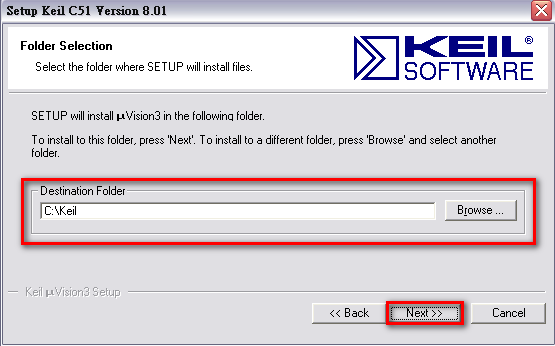 Setup Keil C51 Version 8.01
Folder Selection
Select the folder where SETUP will install files.
KEIL®
SOFTWARE
SETUP will install µVision3 in the following folder.
To install to this folder, press 'Next'. To install to a different folder, press 'Browse' and select another
folder.
Destination Folder
C:\Keil
Browse ...
Keil µVision3 Setup
<< Back
Next >>
Cancel